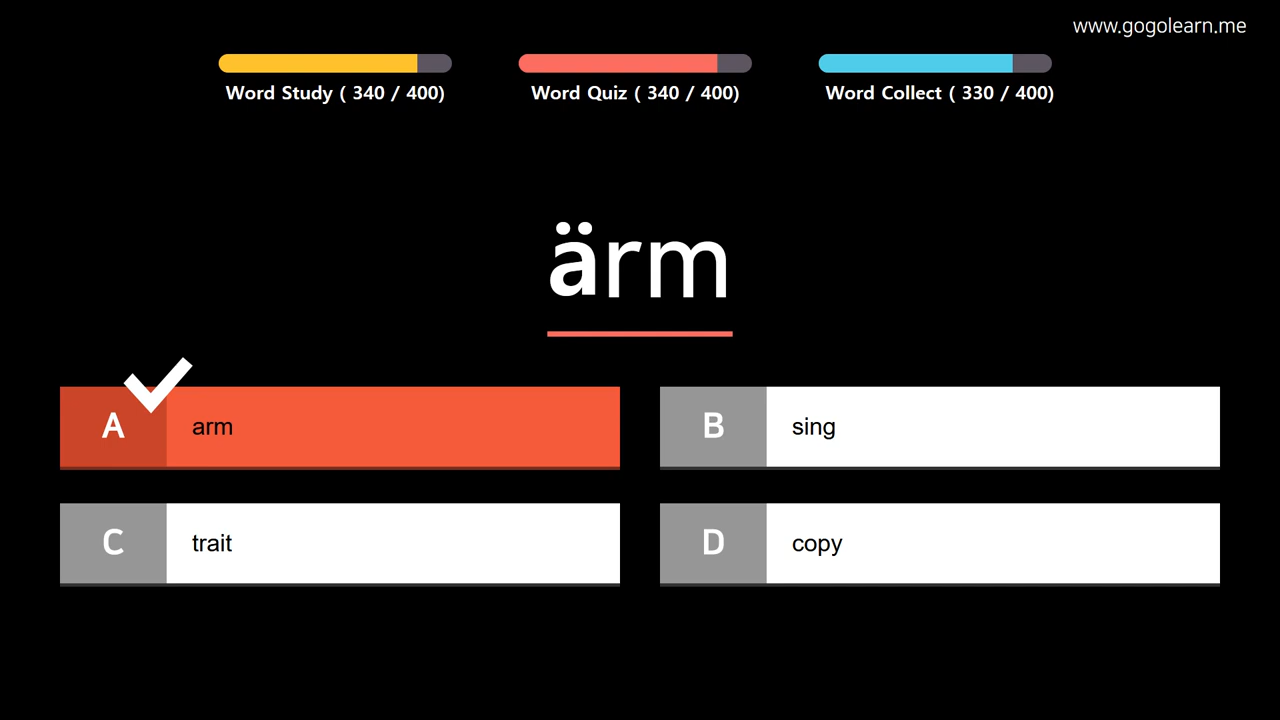 www.gogolearn.me
Word Study ( 340 / 400)
Word Quiz ( 340 / 400)
Word Collect ( 330 / 400)
ärm
A
arm
B
sing
C
trait
D
copy